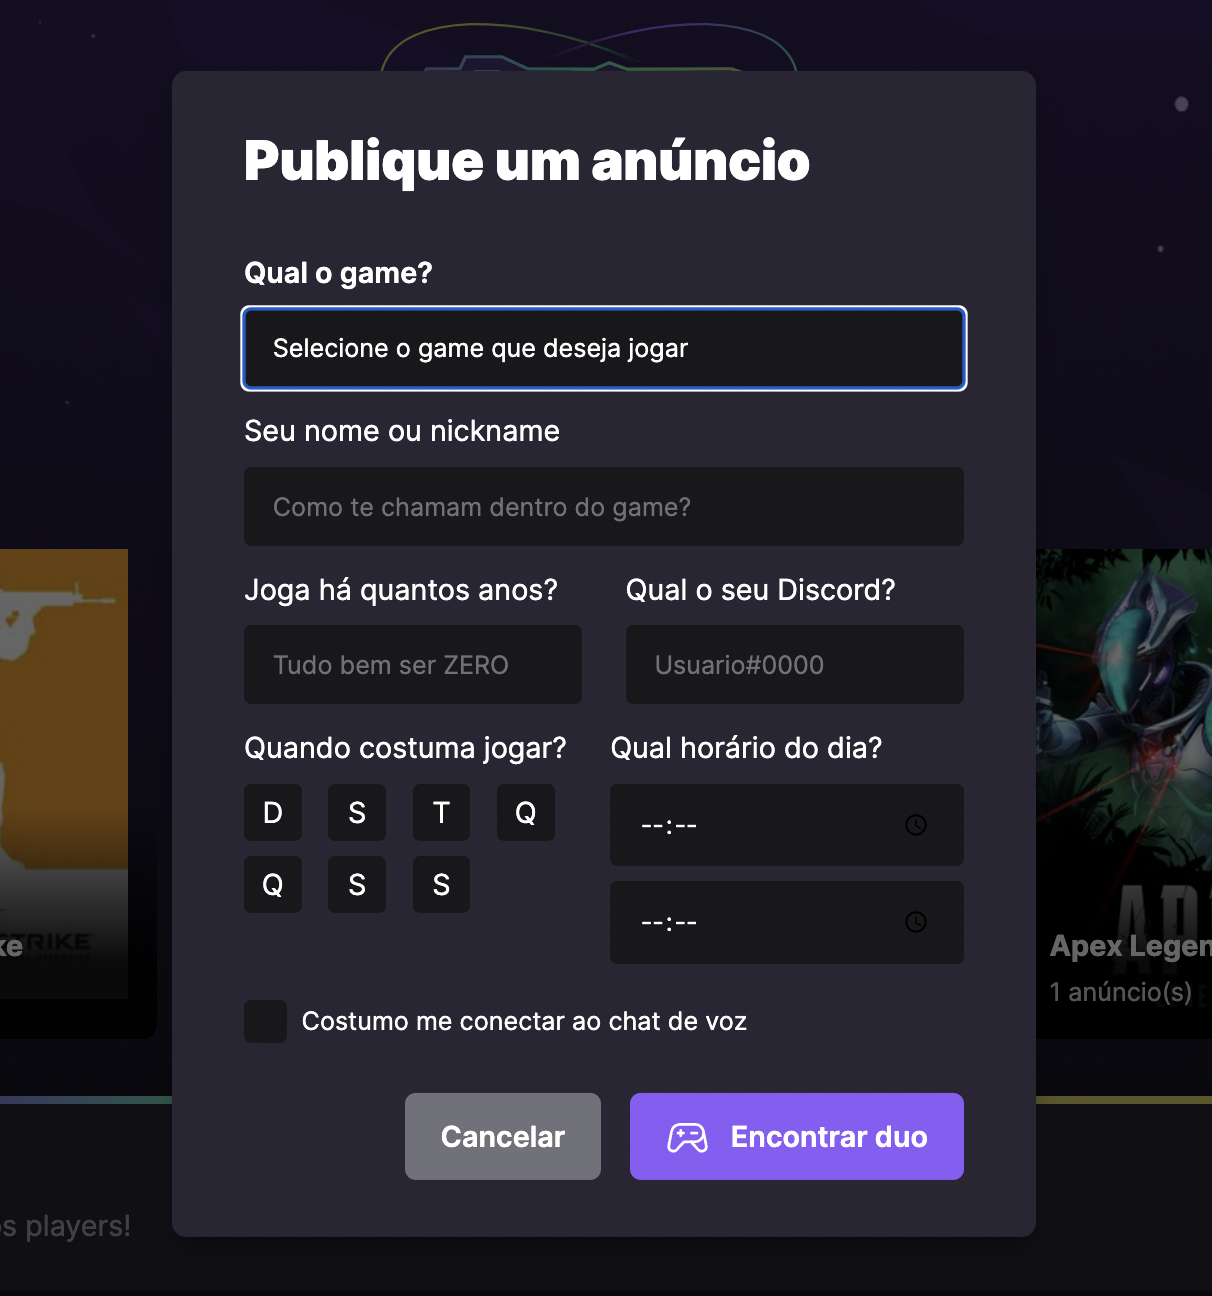 Publique um anúncio
Qual o game?
Selecione o game que deseja jogar
Seu nome ou nickname
Como te chamam dentro do game?
Joga há quantos anos? Qual o seu Discord?
Tudo bem ser ZERO Usuario#0000
Quando costuma jogar? Qual horário do dia?
D S T Q
--:--
Q S S
--:--
TRIKE
ke
Apex Legen
1 anúncio(s)
Costumo me conectar ao chat de voz
Cancelar Encontrar duo
s players!